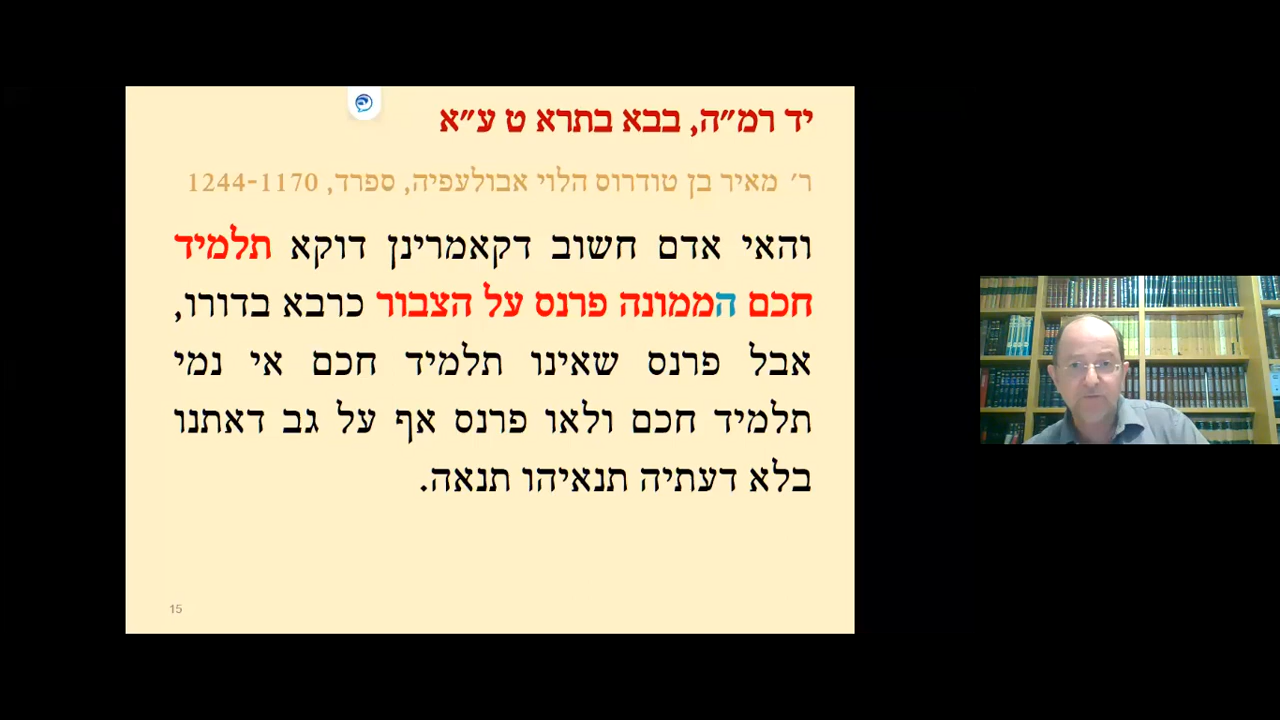 יד רמ״ה, בבא בתרא ט ע״א
ר׳ מאיר בן טודרוס הלוי אבולעפיה, ספרד, 1244-1170
והאי אדם חשוב דקאמרינן דוקא תלמיד
חכם הממונה פרנס על הצבור כרבא בדורו,
אבל פרנס שאינו תלמיד חכם אי נמי
תלמיד חכם ולאו פרנס אף על גב דאתנו
בלא דעתיה תנאיהו תנאה.
15